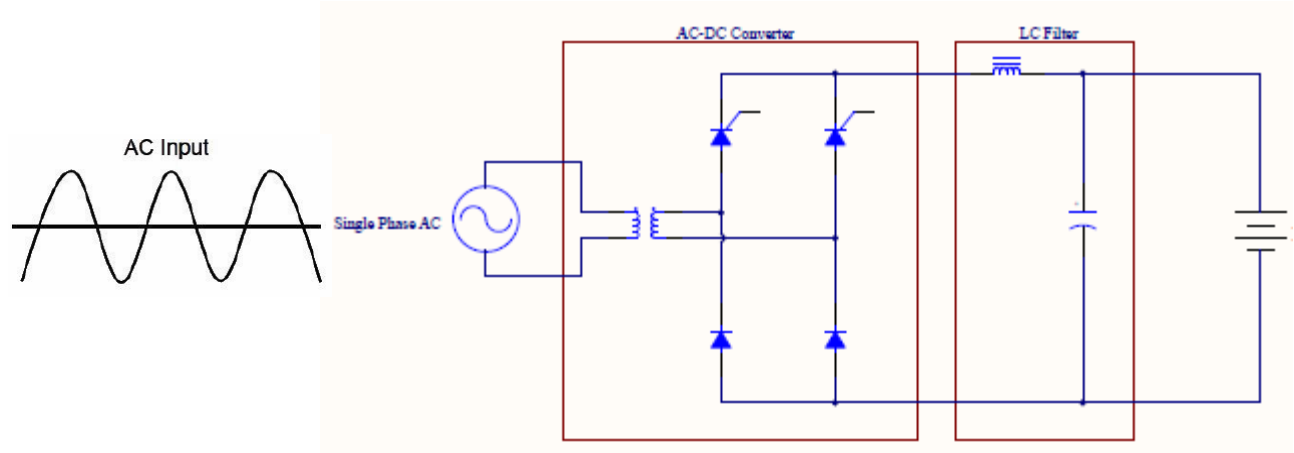 AC Input
Single Phase AC
AC-DC Converter
LC Filter